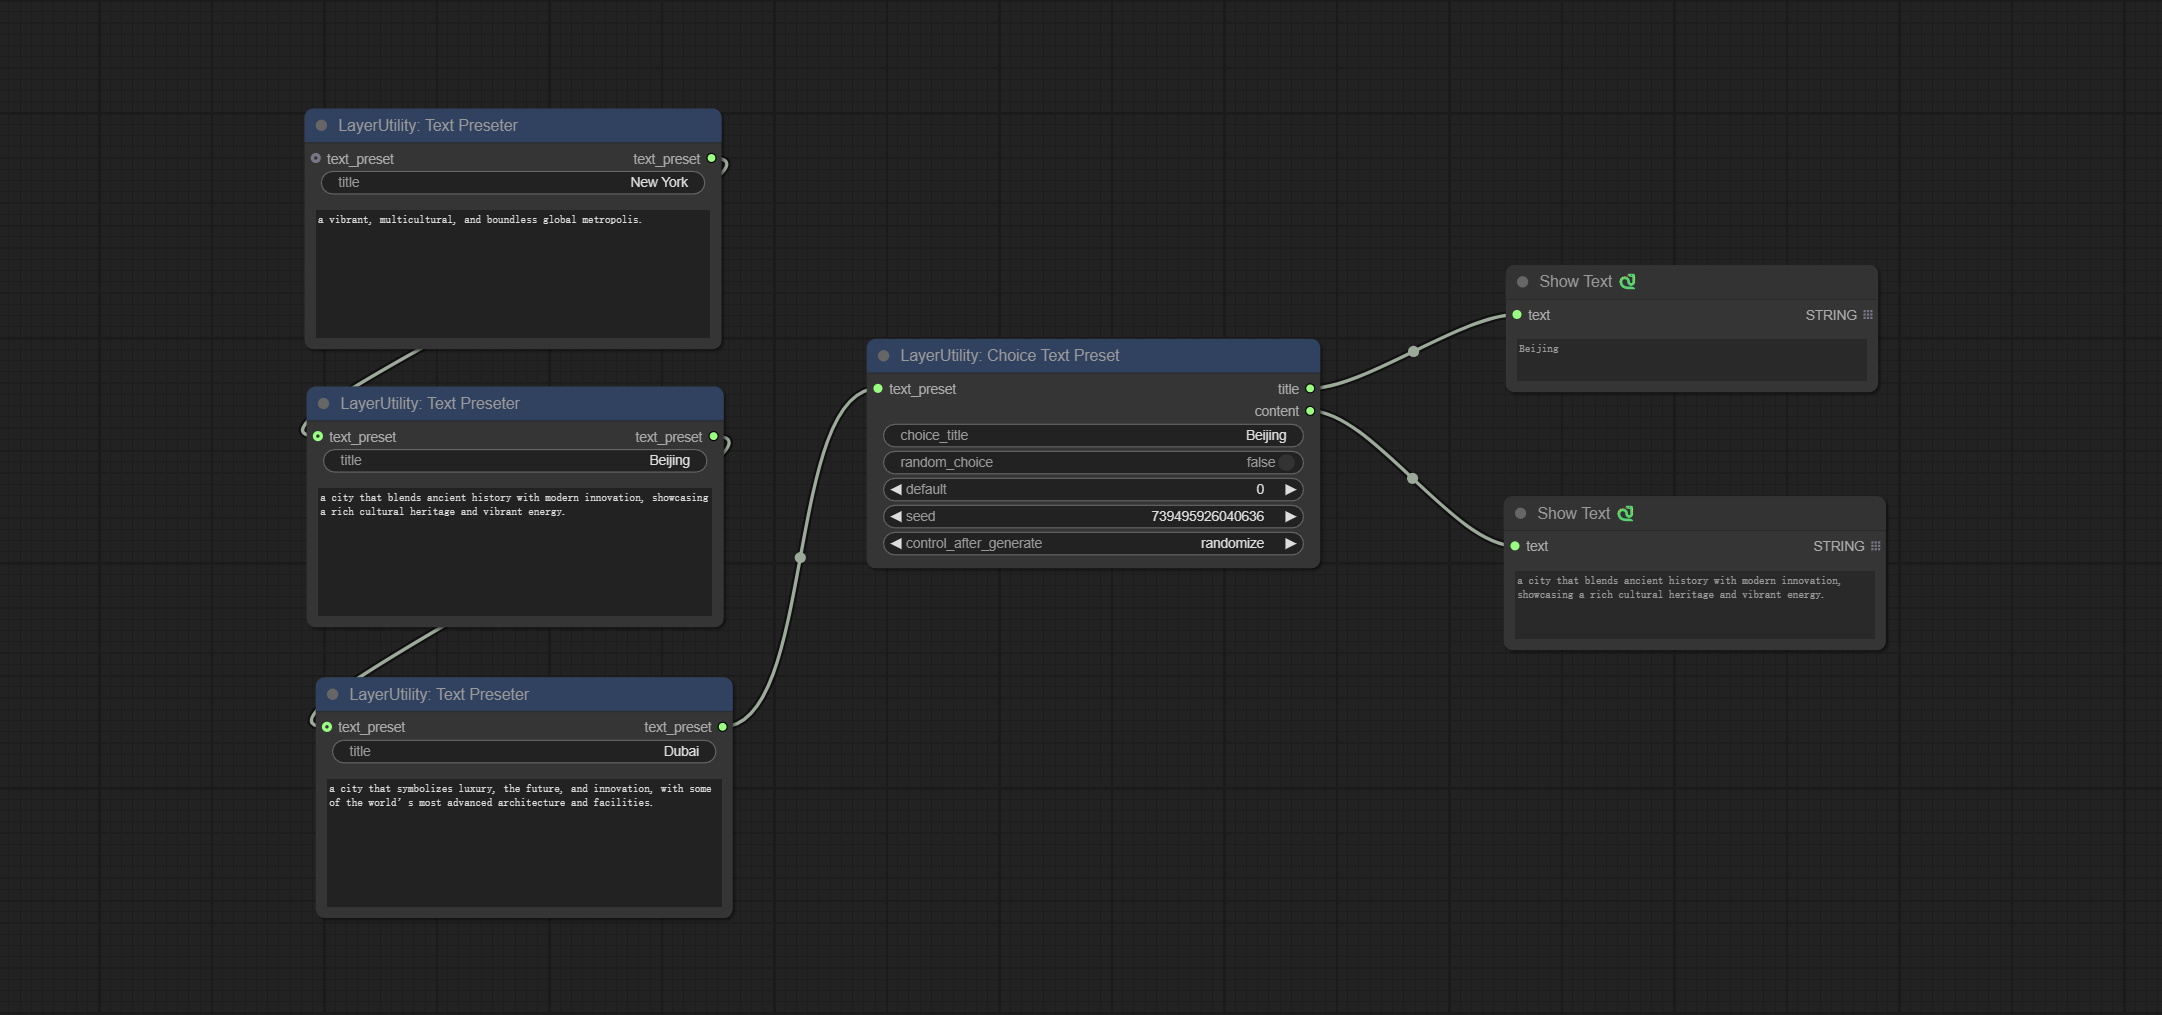 LayerUtility: Text Preseter
text_preset text_preset
title New York
a vibrant, multicultural, and boundless global metropolis.
LayerUtility: Text Preseter
text_preset text_preset
title Beijing
a city that blends ancient history with modern innovation, showcasing
a rich cultural heritage and vibrant energy.
LayerUtility: Text Preseter
text_preset text_preset
title Dubai
a city that symbolizes luxury, the future, and innovation, with some
of the world’s most advanced architecture and facilities.
LayerUtility: Choice Text Preset
text_preset title
content
choice_title Beijing
random_choice false
default 0
seed 739495926040636
control_after_generate randomize
Show Text
text STRING
Beijing
Show Text
text STRING
a city that blends ancient history with modern innovation,
showcasing a rich cultural heritage and vibrant energy.